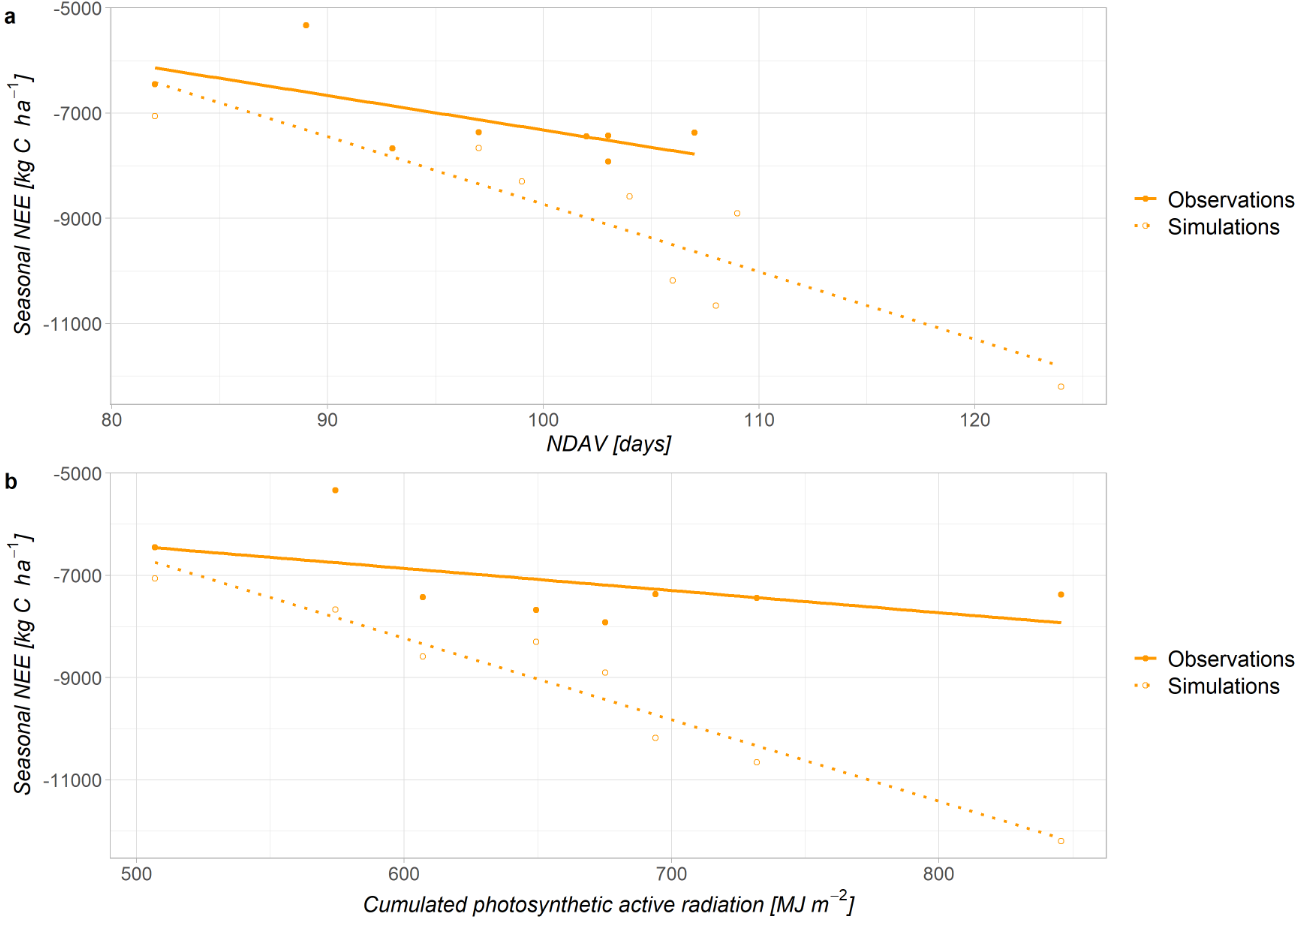 a
-5000
-7000
-9000
-11000
Seasonal NEE [kg C ha⁻¹]
80 90 100 110 120
NDAV [days]
Observations
Simulations
b
-5000
-7000
-9000
-11000
Seasonal NEE [kg C ha⁻¹]
500 600 700 800
Cumulated photosynthetic active radiation [MJ m⁻²]
Observations
Simulations